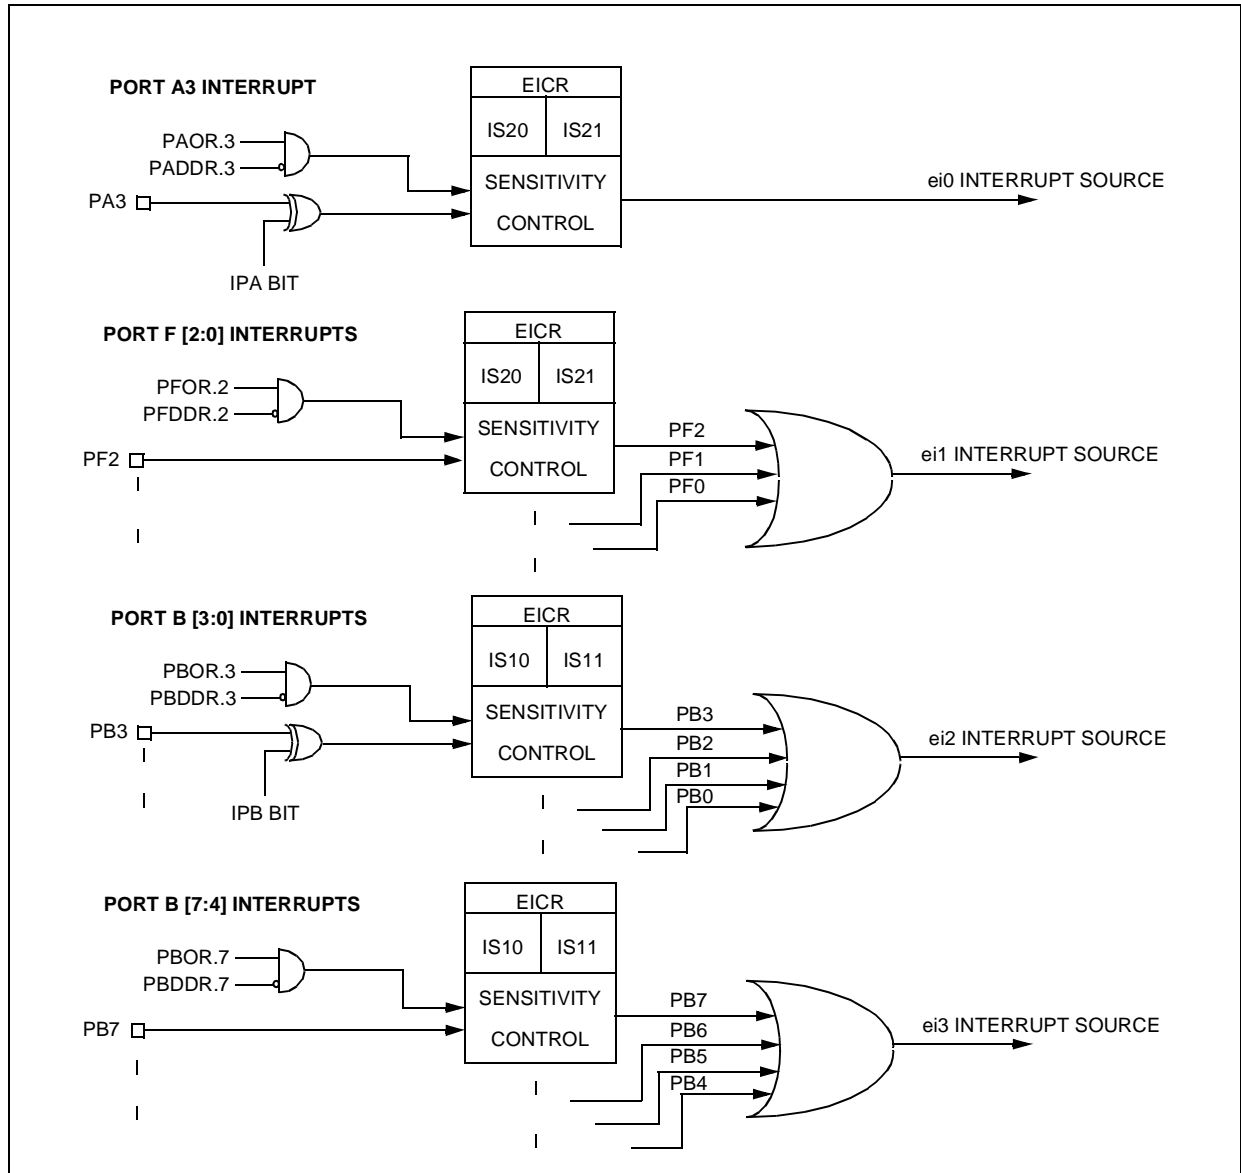 PORT A3 INTERRUPT
EICR
IS20 IS21
PAOR.3
PADDR.3
SENSITIVITY
CONTROL
PA3
IPA BIT
ei0 INTERRUPT SOURCE
PORT F [2:0] INTERRUPTS
EICR
IS20 IS21
PFOR.2
PFDDR.2
SENSITIVITY
CONTROL
PF2
PF2
PF1
PF0
ei1 INTERRUPT SOURCE
PORT B [3:0] INTERRUPTS
EICR
IS10 IS11
PBOR.3
PBDDR.3
SENSITIVITY
CONTROL
PB3
IPB BIT
PB3
PB2
PB1
PB0
ei2 INTERRUPT SOURCE
PORT B [7:4] INTERRUPTS
EICR
IS10 IS11
PBOR.7
PBDDR.7
SENSITIVITY
CONTROL
PB7
PB7
PB6
PB5
PB4
ei3 INTERRUPT SOURCE